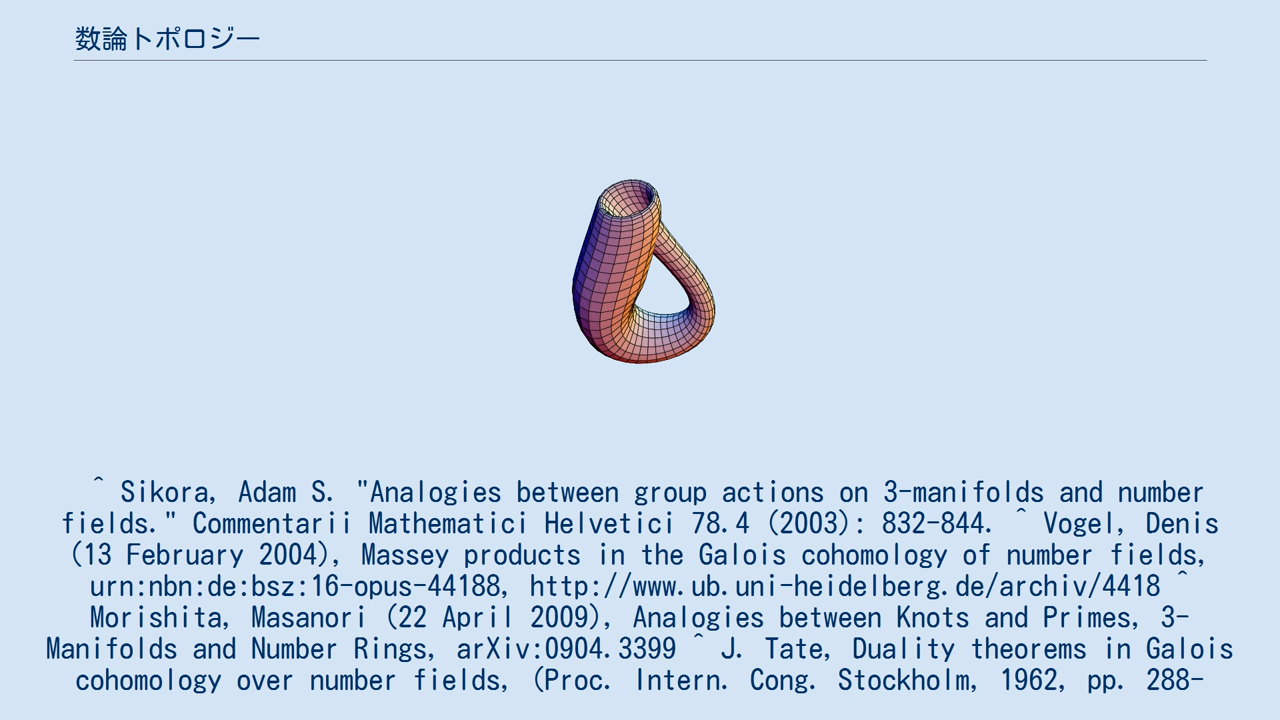 数論トポロジー
^ Sikora, Adam S. "Analogies between group actions on 3-manifolds and number
fields." Commentarii Mathematici Helvetici 78.4 (2003): 832-844. ^ Vogel, Denis
(13 February 2004), Massey products in the Galois cohomology of number fields,
urn:nbn:de:bsz:16-opus-44188, http://www.ub.uni-heidelberg.de/archiv/4418 ^
Morishita, Masanori (22 April 2009), Analogies between Knots and Primes, 3-
Manifolds and Number Rings, arXiv:0904.3399 ^ J. Tate, Duality theorems in Galois
cohomology over number fields, (Proc. Intern. Cong. Stockholm, 1962, pp. 288-